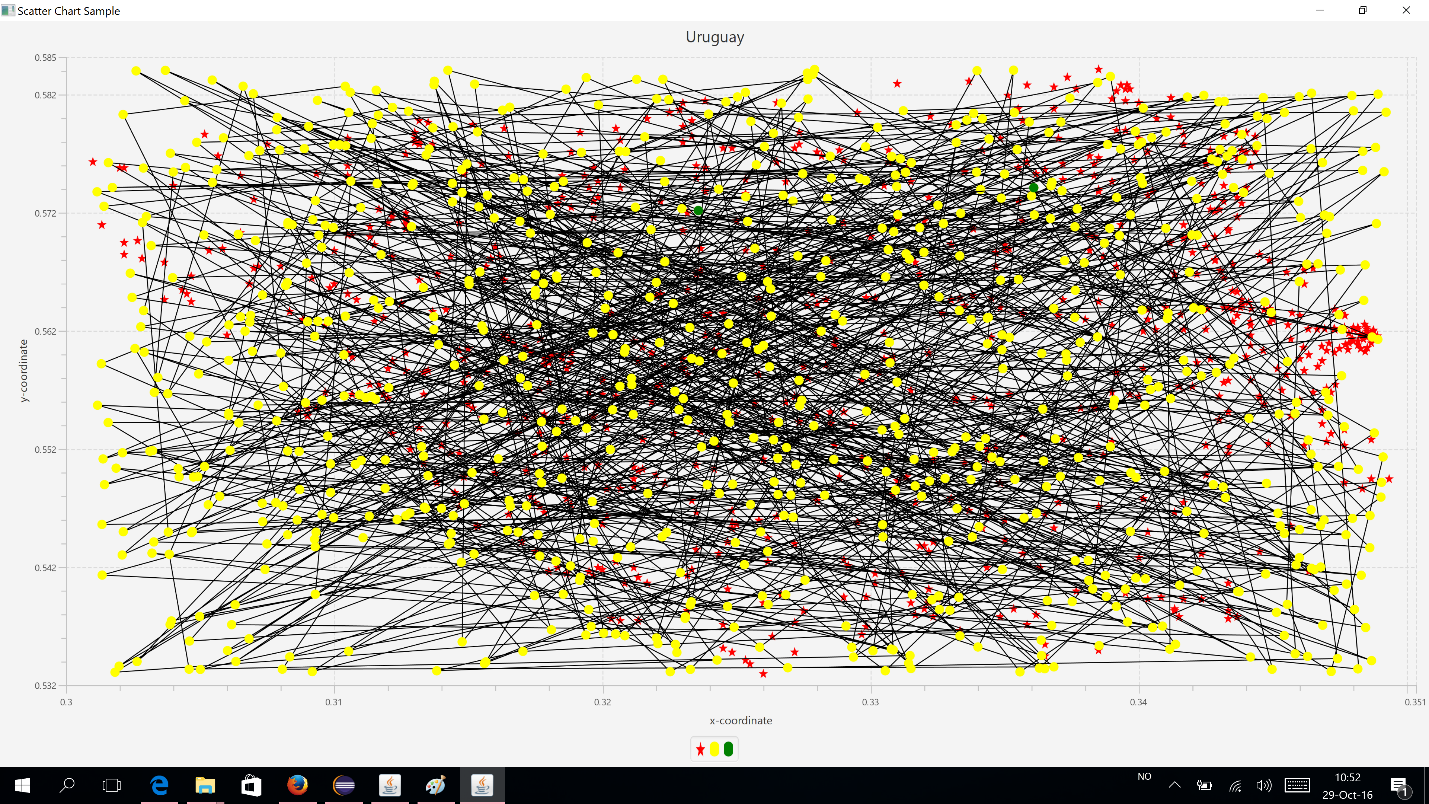 Scatter Chart Sample
Uruguay
0.585
0.582
0.572
0.562
0.552
0.542
0.532
y-coordinate
0.3
0.31
0.32
0.33
0.34
0.351
x-coordinate
NO
10:52
29-Oct-16
1